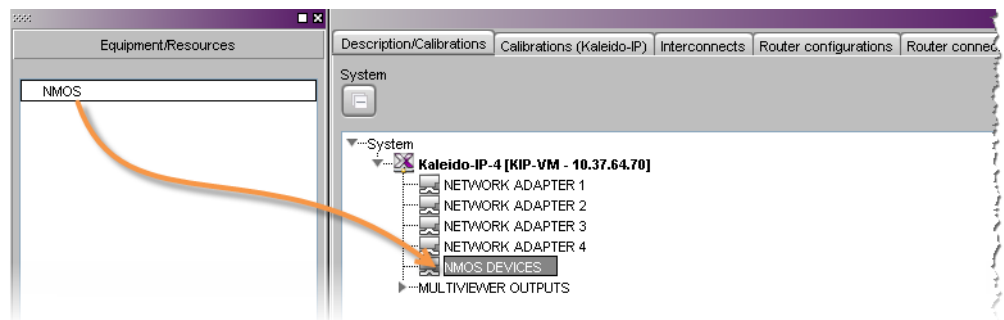 Equipment/Resources
NMOS
Description/Calibrations
Calibrations (Kaleido-IP)
Interconnects
Router configurations
Router connec
System
System
Kaleido-IP-4 [KIP-VM - 10.37.64.70]
NETWORK ADAPTER 1
NETWORK ADAPTER 2
NETWORK ADAPTER 3
NETWORK ADAPTER 4
NMOS DEVICES
MULTIVIEWER OUTPUTS